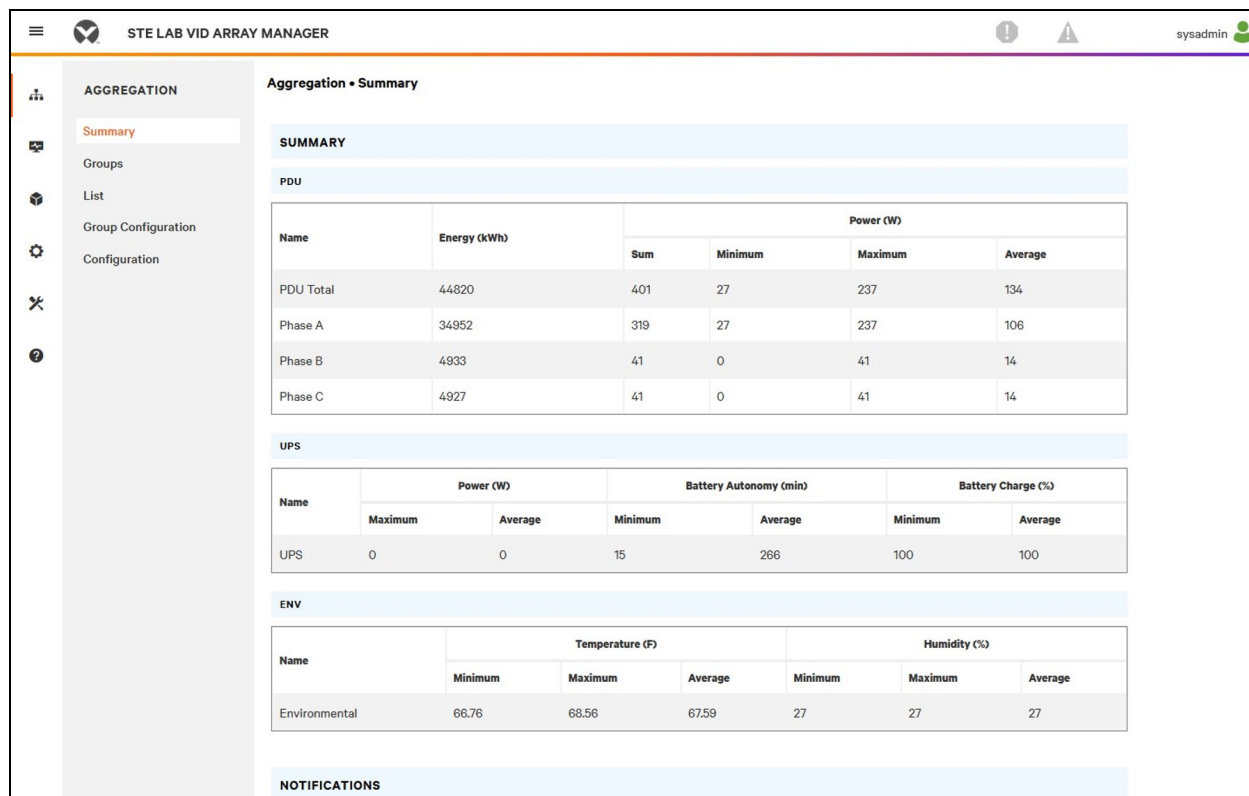 STE LAB VID ARRAY MANAGER
sysadmin
AGGREGATION
Summary
Groups
List
Group Configuration
Configuration
Aggregation • Summary
SUMMARY
PDU
Name Energy (kWh) Power (W)
Sum Minimum Maximum Average
PDU Total 44820 401 27 237 134
Phase A 34952 319 27 237 106
Phase B 4933 41 0 41 14
Phase C 4927 41 0 41 14
UPS
Name Power (W) Battery Autonomy (min) Battery Charge (%)
Maximum Average Minimum Average Minimum Average
UPS 0 0 15 266 100 100
ENV
Name Temperature (F) Humidity (%)
Minimum Maximum Average Minimum Maximum Average
Environmental 66.76 68.56 67.59 27 27 27
NOTIFICATIONS